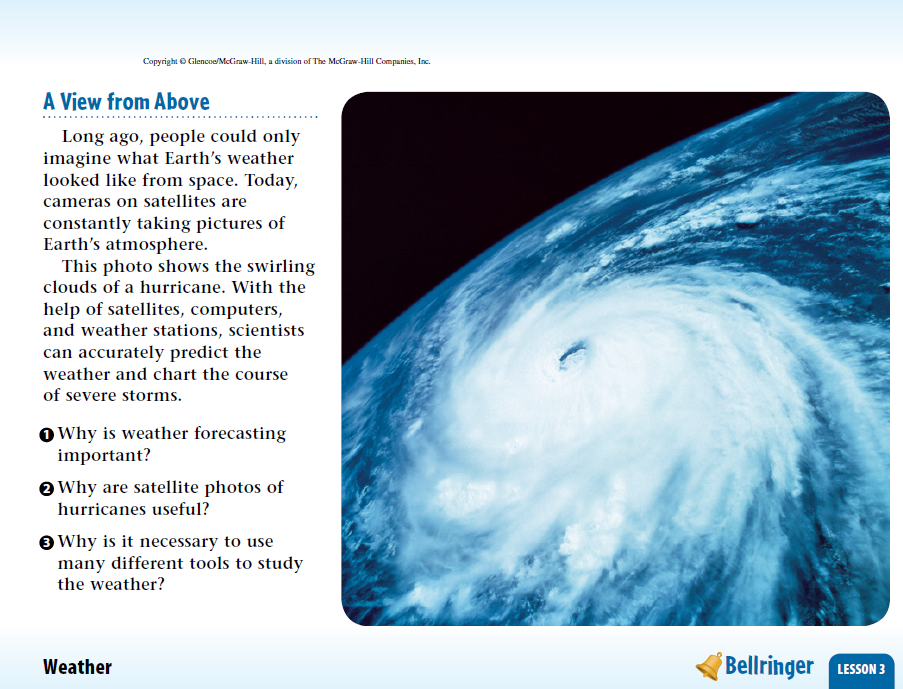 Copyright © Glencoe/McGraw-Hill, a division of The McGraw-Hill Companies, Inc.
A View from Above
Long ago, people could only
imagine what Earth's weather
looked like from space. Today,
cameras on satellites are
constantly taking pictures of
Earth's atmosphere.
This photo shows the swirling
clouds of a hurricane. With the
help of satellites, computers,
and weather stations, scientists
can accurately predict the
weather and chart the course
of severe storms.
1 Why is weather forecasting
important?
2 Why are satellite photos of
hurricanes useful?
3 Why is it necessary to use
many different tools to study
the weather?
Weather
Bellringer
LESSON 3